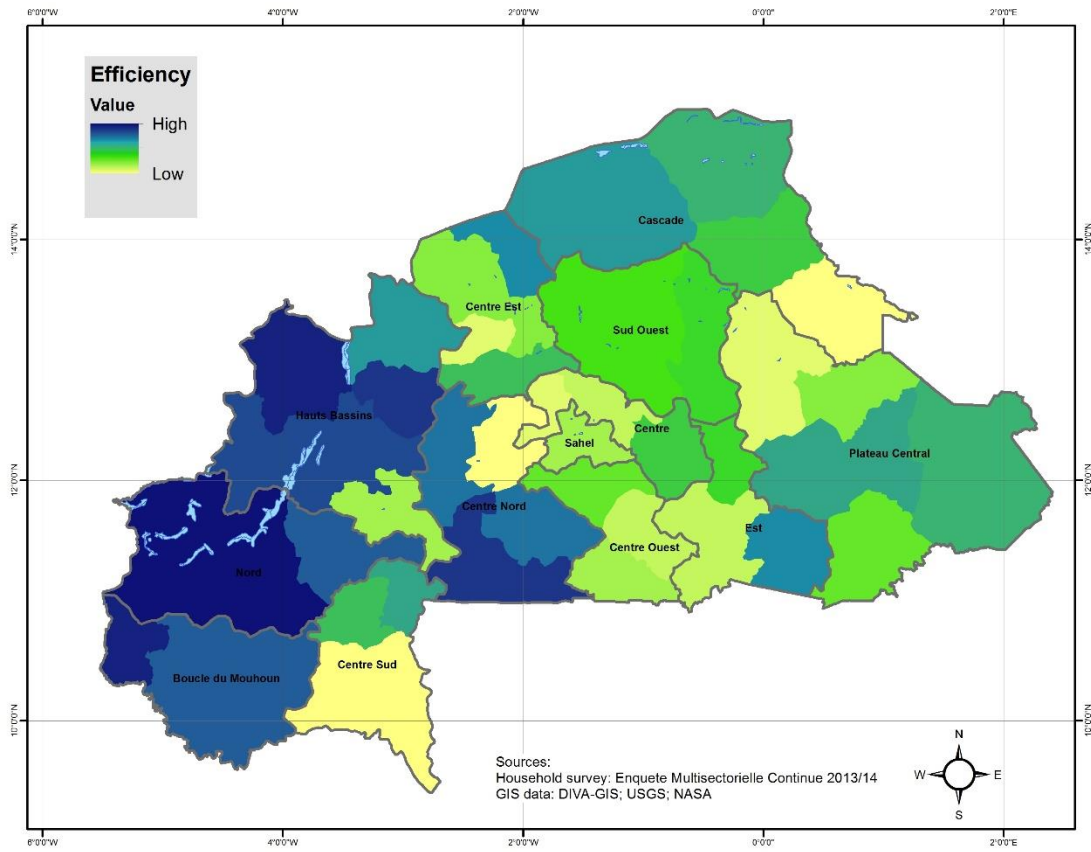 6°0'0"W 4°0'0"W 2°0'0"W 0°0'0" 2°0'0"E
Efficiency
Value
High
Low
14°0'0"N
14°0'0"N
Cascade
Centre Est
Sud Ouest
Hauts Bassins
Centre
Sahel
Plateau Central
12°0'0"N
12°0'0"N
Centre Nord
Est
Centre Ouest
Nord
Centre Sud
Boucle du Mouhoun
10°0'0"N
10°0'0"N
Sources:
Household survey: Enquete Multisectorielle Continue 2013/14
GIS data: DIVA-GIS; USGS; NASA
N
W E
S
6°0'0"W 4°0'0"W 2°0'0"W 0°0'0" 2°0'0"E